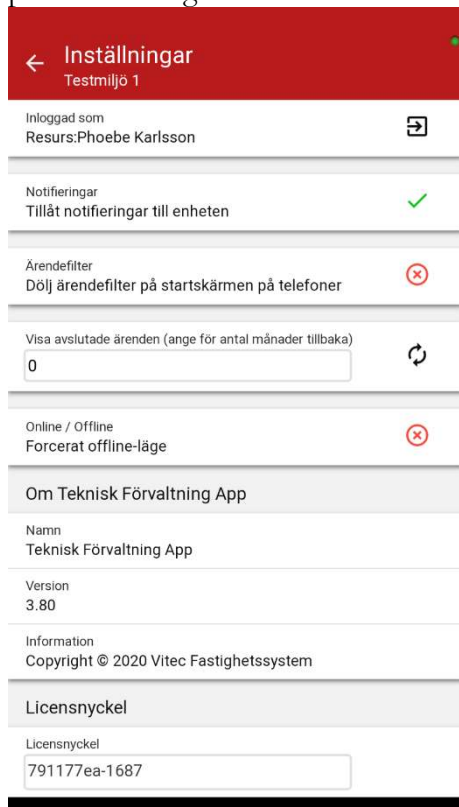 Inställningar
Testmiljö 1
Inloggad som
Resurs:Phoebe Karlsson
Notifieringar
Tillåt notifieringar till enheten
Ärendefilter
Dölj ärendefilter på startskärmen på telefoner
Visa avslutade ärenden (ange för antal månader tillbaka)
0
Online / Offline
Forcerat offline-läge
Om Teknisk Förvaltning App
Namn
Teknisk Förvaltning App
Version
3.80
Information
Copyright © 2020 Vitec Fastighetssystem
Licensnyckel
Licensnyckel
791177ea-1687